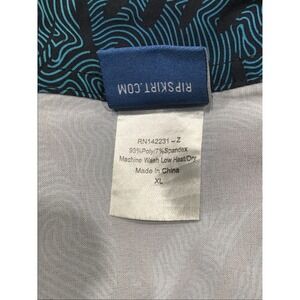 RIPSKIRT.COM
RN142231-Z
93%Poly/7%Spandex
Machine Wash Low Heat/Dry
Made in China
XL